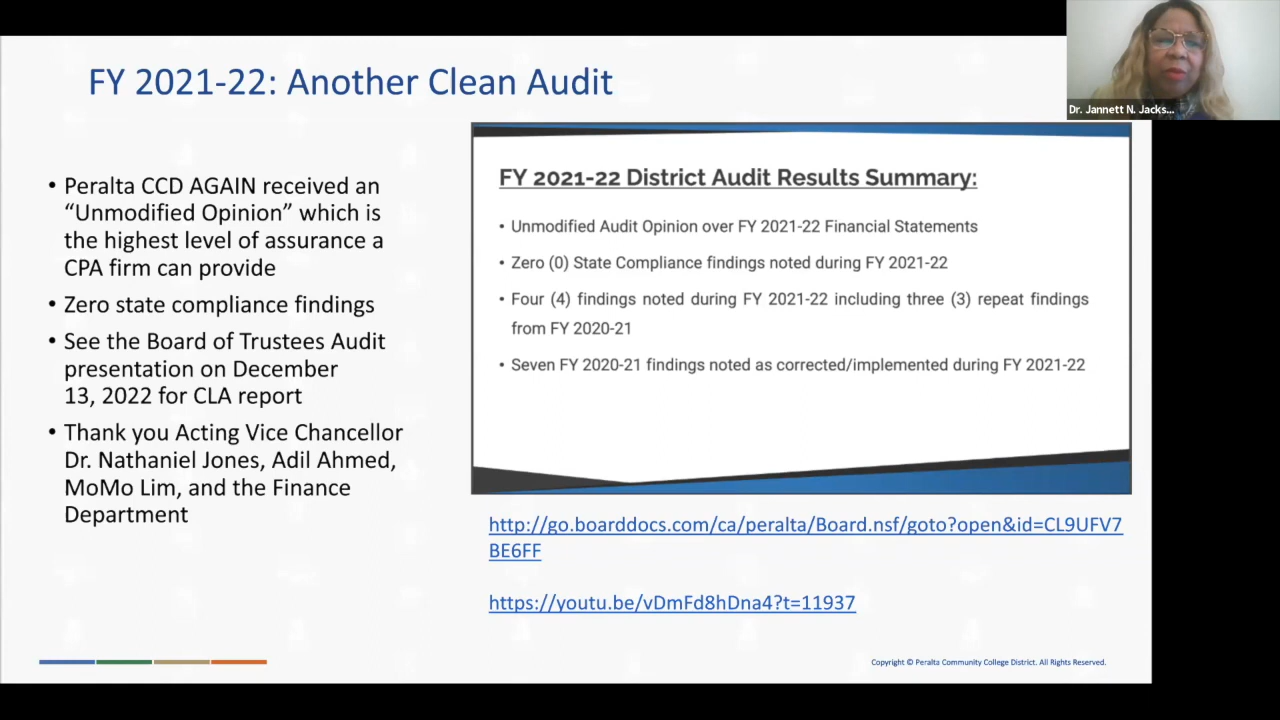 FY 2021-22: Another Clean Audit
Dr. Jannett N. Jacks...
• Peralta CCD AGAIN received an
“Unmodified Opinion” which is
the highest level of assurance a
CPA firm can provide
• Zero state compliance findings
• See the Board of Trustees Audit
presentation on December
13, 2022 for CLA report
• Thank you Acting Vice Chancellor
Dr. Nathaniel Jones, Adil Ahmed,
MoMo Lim, and the Finance
Department
FY 2021-22 District Audit Results Summary:
• Unmodified Audit Opinion over FY 2021-22 Financial Statements
• Zero (0) State Compliance findings noted during FY 2021-22
• Four (4) findings noted during FY 2021-22 including three (3) repeat findings
from FY 2020-21
• Seven FY 2020-21 findings noted as corrected/implemented during FY 2021-22
http://go.boarddocs.com/ca/peralta/Board.nsf/goto?open&id=CL9UFV7
BE6FF
https://youtu.be/vDmFd8hDna4?t=11937
Copyright © Peralta Community College District. All Rights Reserved.